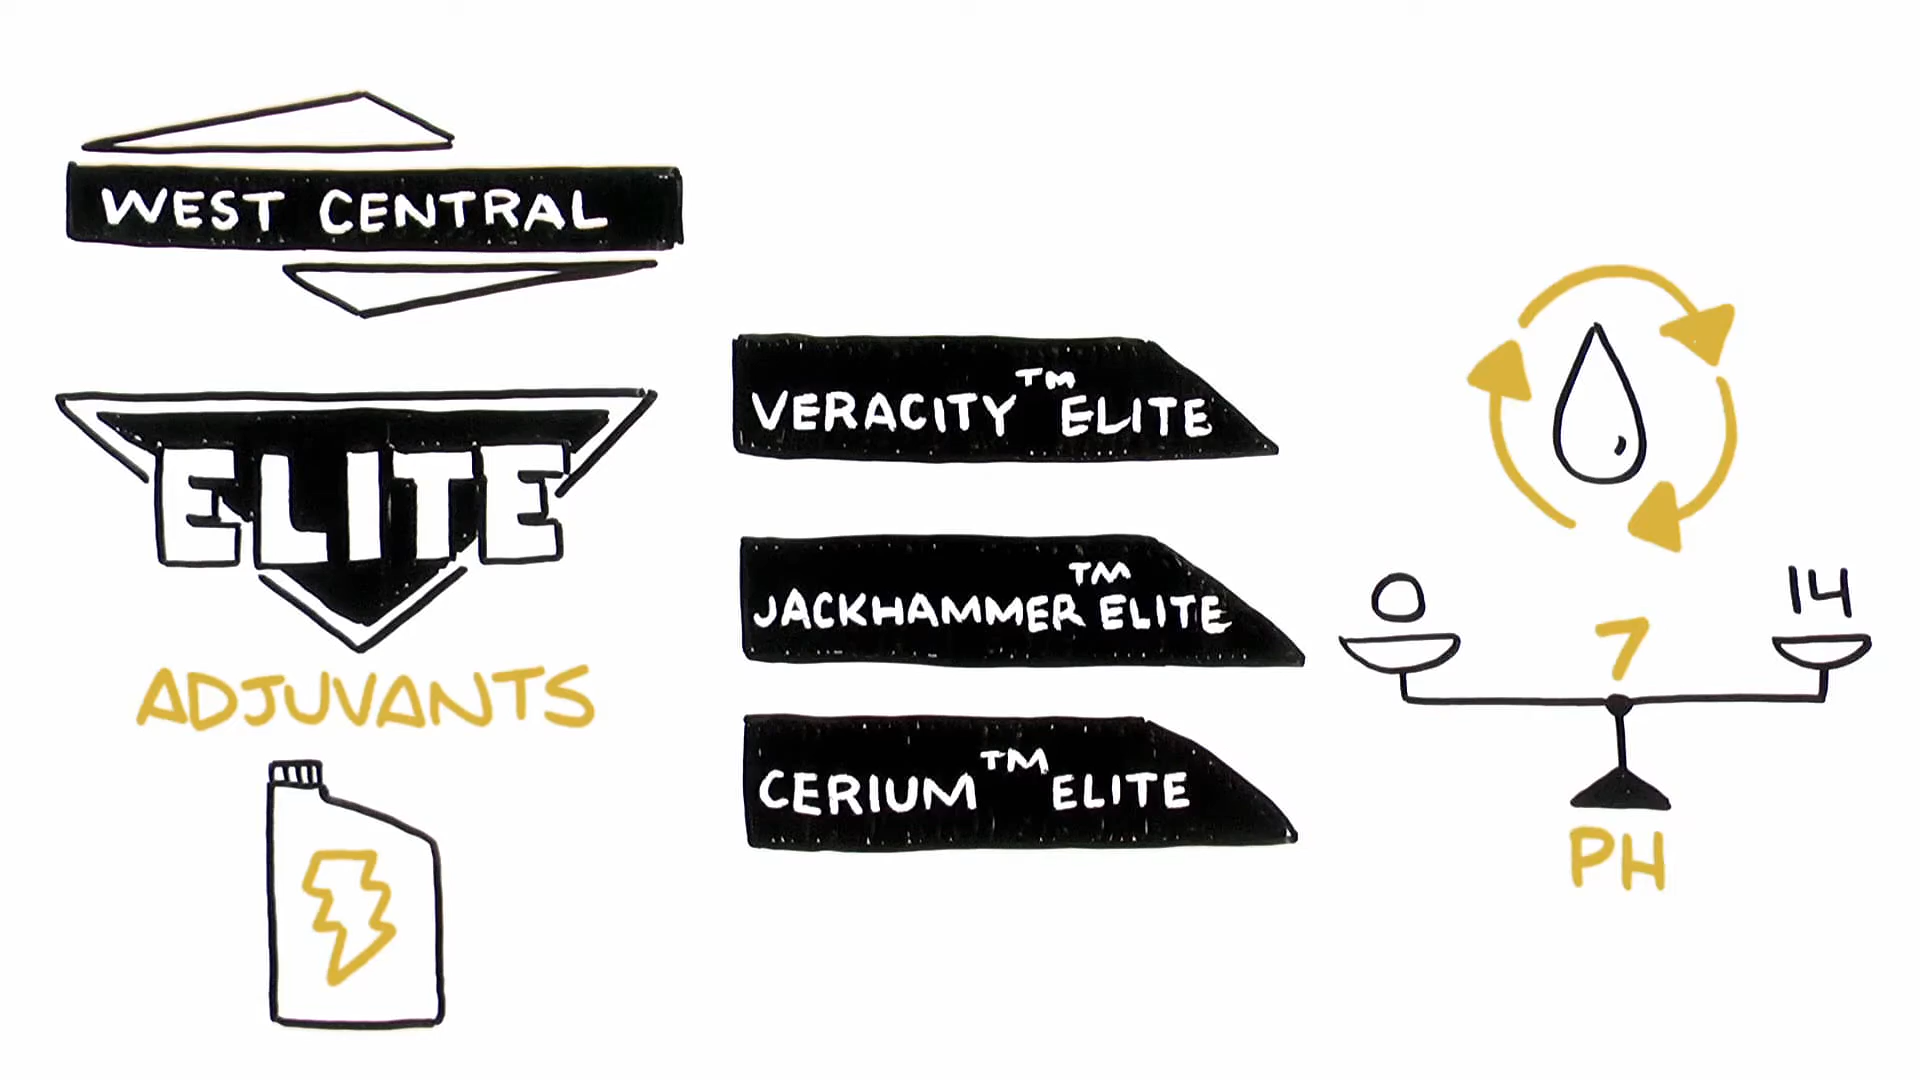 WEST CENTRAL
ELITE
ADJUVANTS
VERACITY™ ELITE
JACKHAMMER™ ELITE
CERIUM™ ELITE
0
7
14
PH